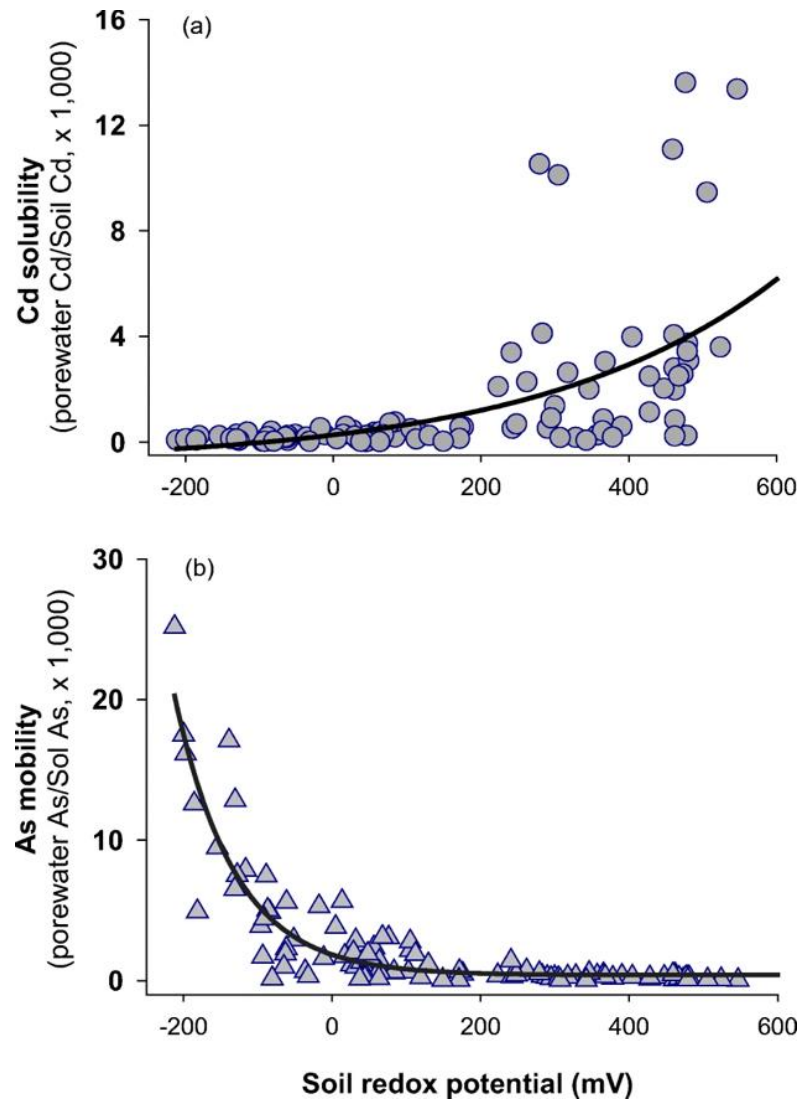 (a)
16
12
8
4
0
Cd solubility
(porewater Cd/Soil Cd, x 1,000)
-200 0 200 400 600
(b)
30
20
10
0
As mobility
(porewater As/Sol As, x 1,000)
-200 0 200 400 600
Soil redox potential (mV)